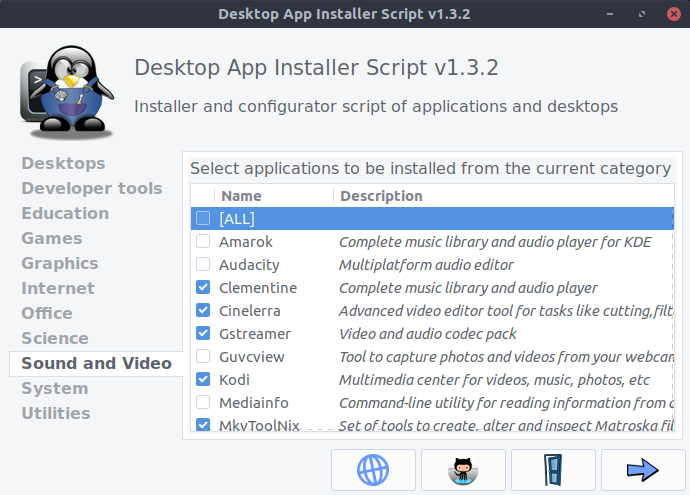 Desktop App Installer Script v1.3.2
Desktop App Installer Script v1.3.2
Installer and configurator script of applications and desktops
Desktops
Developer tools
Education
Games
Graphics
Internet
Office
Science
Sound and Video
System
Utilities
Select applications to be installed from the current category
Name Description
[ALL]
Amarok Complete music library and audio player for KDE
Audacity Multiplatform audio editor
Clementine Complete music library and audio player
Cinelerra Advanced video editor tool for tasks like cutting,filt
Gstreamer Video and audio codec pack
Guvcview Tool to capture photos and videos from your webcam
Kodi Multimedia center for videos, music, photos, etc
Mediainfo Command-line utility for reading information from
MkvToolNix Set of tools to create, alter and inspect Matroska fil